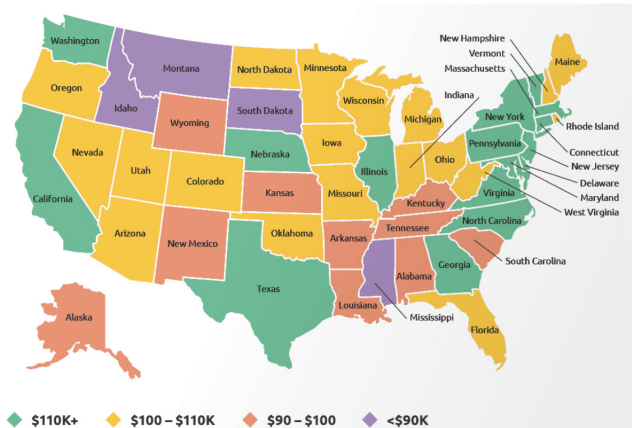 Washington
Montana
North Dakota
Minnesota
New Hampshire
Vermont
Massachusetts
Maine
Oregon
Idaho
South Dakota
Wisconsin
Michigan
Indiana
New York
Rhode Island
Wyoming
Nebraska
Iowa
Illinois
Ohio
Pennsylvania
Connecticut
New Jersey
Delaware
Maryland
West Virginia
Nevada
Utah
Colorado
Kansas
Missouri
Kentucky
Virginia
California
Arizona
New Mexico
Oklahoma
Arkansas
Tennessee
North Carolina
South Carolina
Texas
Louisiana
Mississippi
Alabama
Georgia
Florida
Alaska
$110K+
$100 – $110K
$90 – $100
<$90K